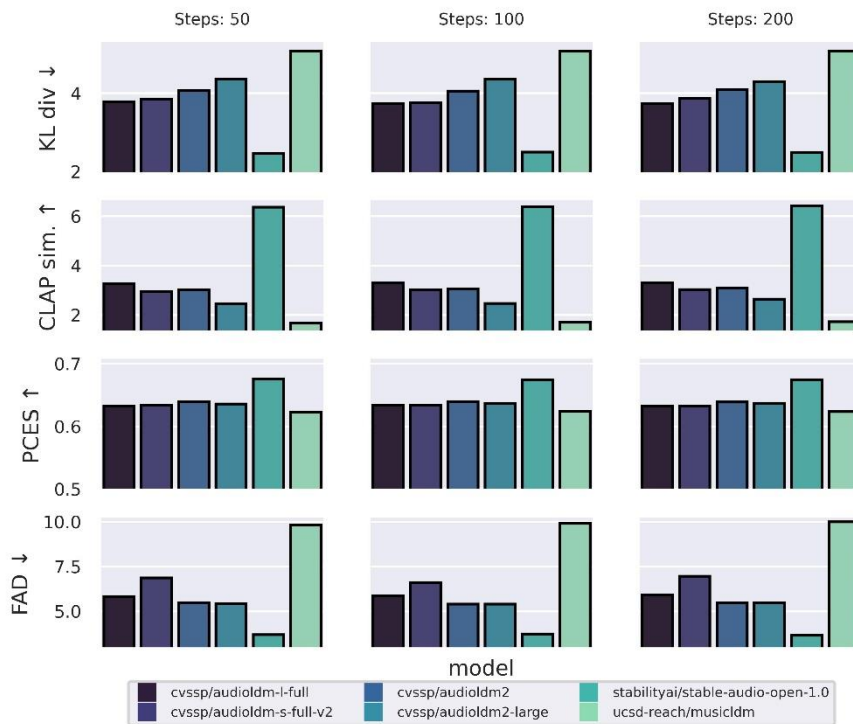 Steps: 50 Steps: 100 Steps: 200
KL div ↓
4
2
CLAP sim. ↑
6
4
2
PCES ↑
0.7
0.6
0.5
FAD ↓
10.0
7.5
5.0
model
cvssp/audioldm-l-full cvssp/audioldm2 stabilityai/stable-audio-open-1.0
cvssp/audioldm-s-full-v2 cvssp/audioldm2-large ucsd-reach/musicldm